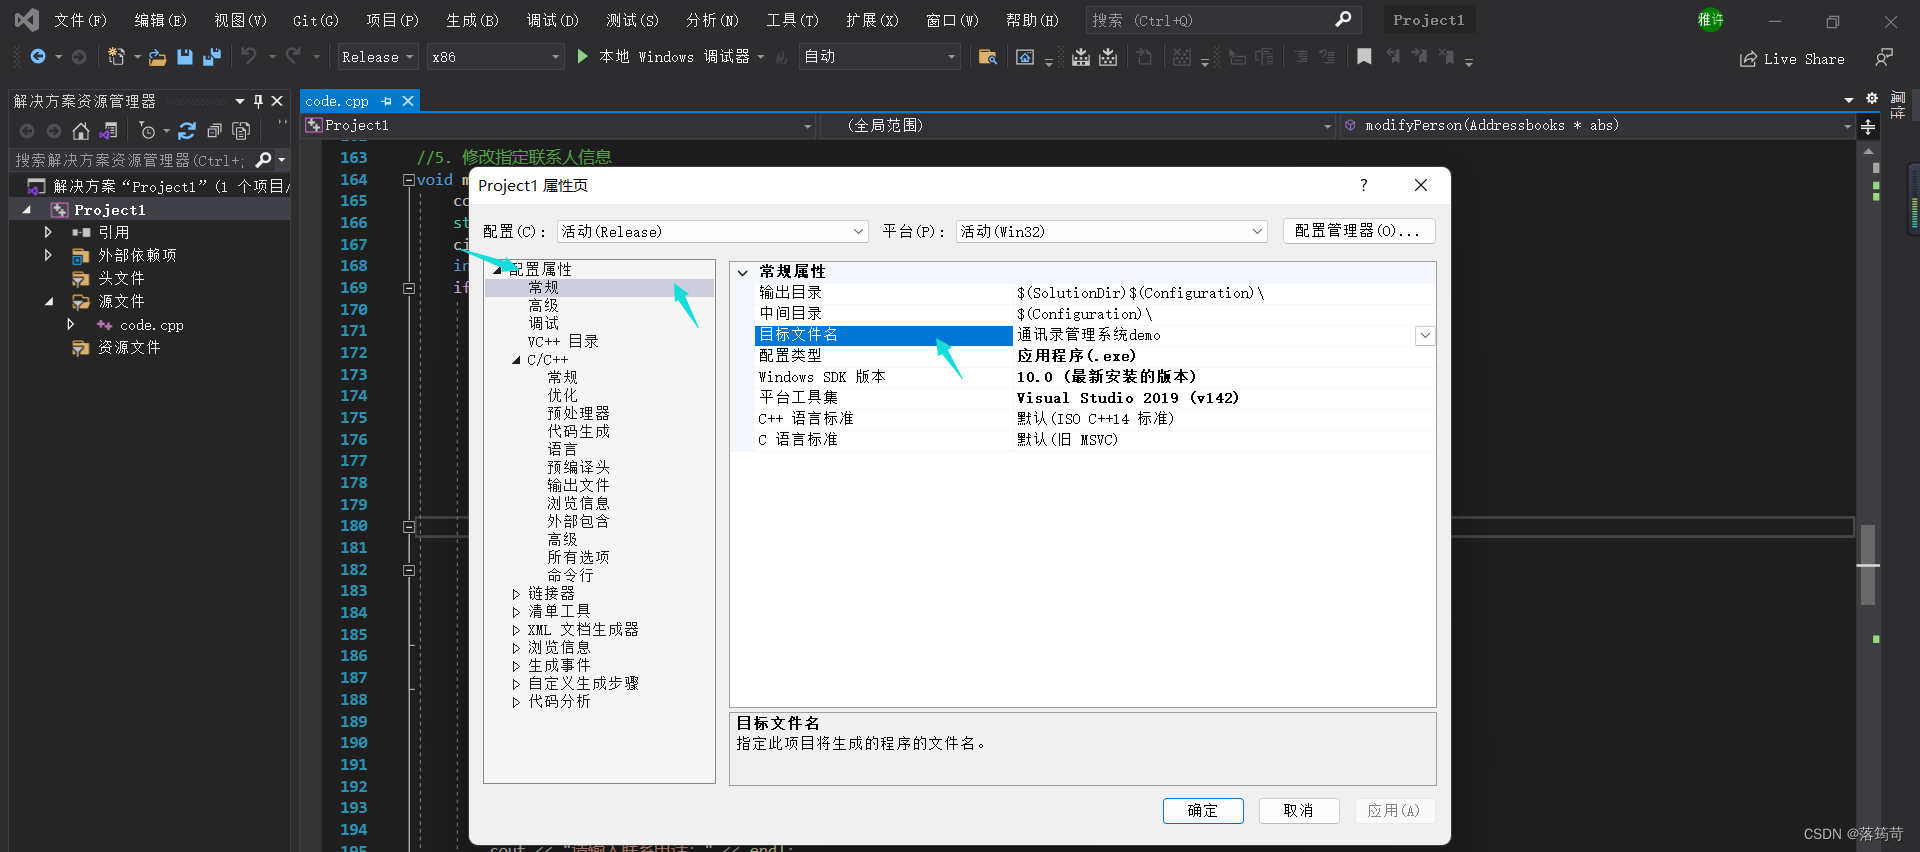 文件(F) 编辑(E) 视图(V) Git(G) 项目(P) 生成(B) 调试(D) 测试(S) 分析(N) 工具(T) 扩展(X) 窗口(W) 帮助(H) 搜索 (Ctrl+Q) Project1 雅许
Release x86 本地 Windows 调试器 自动 Live Share
解决方案资源管理器
code.cpp
属性
Project1 (全局范围) modifyPerson(Addressbooks * abs)
搜索解决方案资源管理器(Ctrl+;
解决方案“Project1”(1 个项目/
Project1
引用
外部依赖项
头文件
源文件
code.cpp
资源文件
163 //5. 修改指定联系人信息
164 void m
165
166 st
167
168 in
169 if
170
171
172
173
174
175
176
177
178
179
180
181
182
183
184
185
186
187
188
189
190
191
192
193
194
195
Project1 属性页
配置(C): 活动(Release) 平台(P): 活动(Win32) 配置管理器(O)...
配置属性
常规
高级
调试
VC++ 目录
C/C++
常规
优化
预处理器
代码生成
语言
预编译头
输出文件
浏览信息
外部包含
高级
所有选项
命令行
链接器
清单工具
XML 文档生成器
浏览信息
生成事件
自定义生成步骤
代码分析
常规属性
输出目录 $(SolutionDir)$(Configuration)\
中间目录 $(Configuration)\
目标文件名 通讯录管理系统demo
配置类型 应用程序(.exe)
Windows SDK 版本 10.0 (最新安装的版本)
平台工具集 Visual Studio 2019 (v142)
C++ 语言标准 默认(ISO C++14 标准)
C 语言标准 默认(旧 MSVC)
目标文件名
指定此项目将生成的程序的文件名。
确定 取消 应用(A)
CSDN @落筠苛